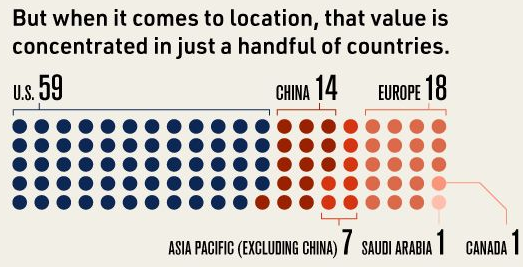 But when it comes to location, that value is
concentrated in just a handful of countries.
U.S. 59
CHINA 14
EUROPE 18
ASIA PACIFIC (EXCLUDING CHINA) 7
SAUDI ARABIA 1
CANADA 1